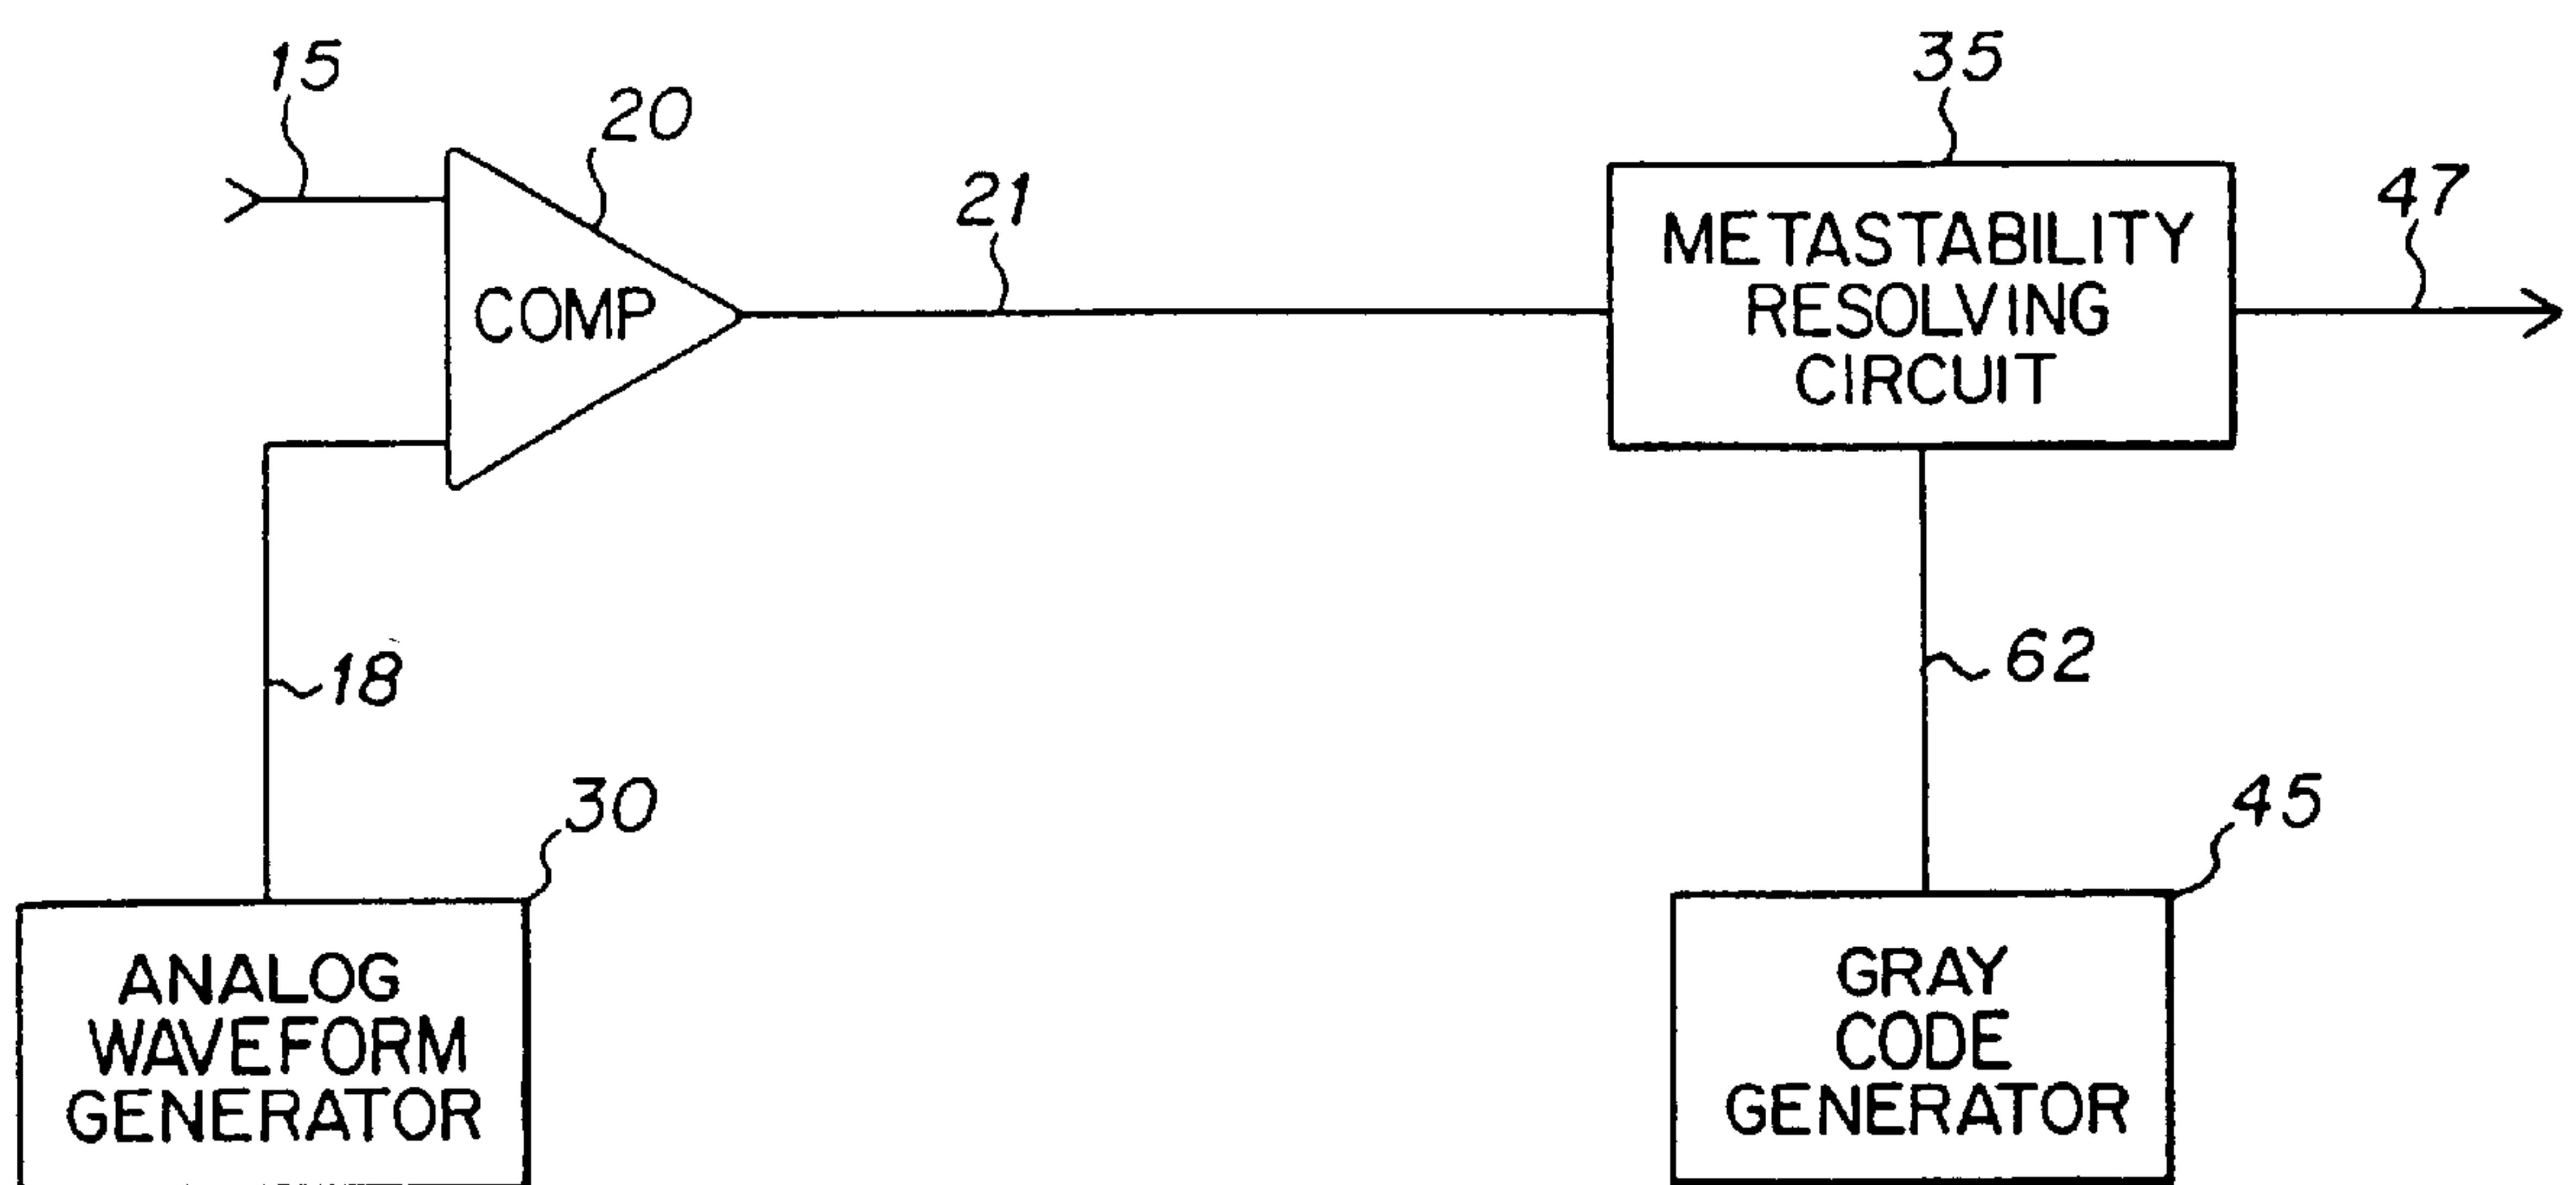 15
20
COMP
21
35
METASTABILITY
RESOLVING
CIRCUIT
47
18
62
30
ANALOG
WAVEFORM
GENERATOR
45
GRAY
CODE
GENERATOR